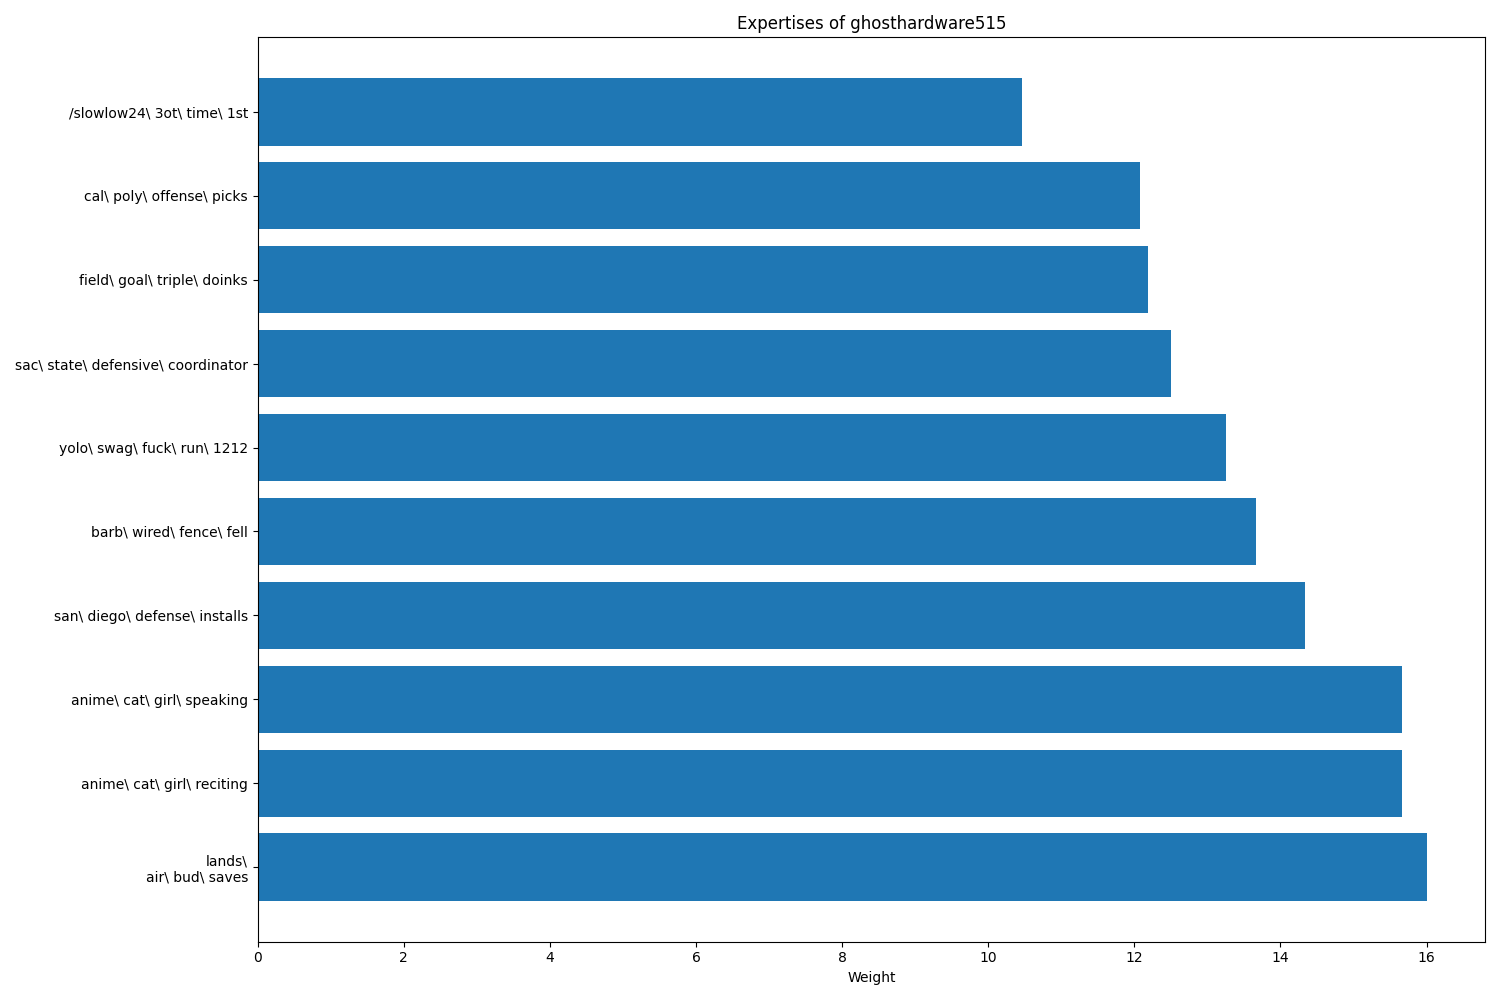 Expertises of ghosthardware515
/slowlow24\ 3ot\ time\ 1st
cal\ poly\ offense\ picks
field\ goal\ triple\ doinks
sac\ state\ defensive\ coordinator
yolo\ swag\ fuck\ run\ 1212
barb\ wired\ fence\ fell
san\ diego\ defense\ installs
anime\ cat\ girl\ speaking
anime\ cat\ girl\ reciting
lands\
air\ bud\ saves
0 2 4 6 8 10 12 14 16
Weight